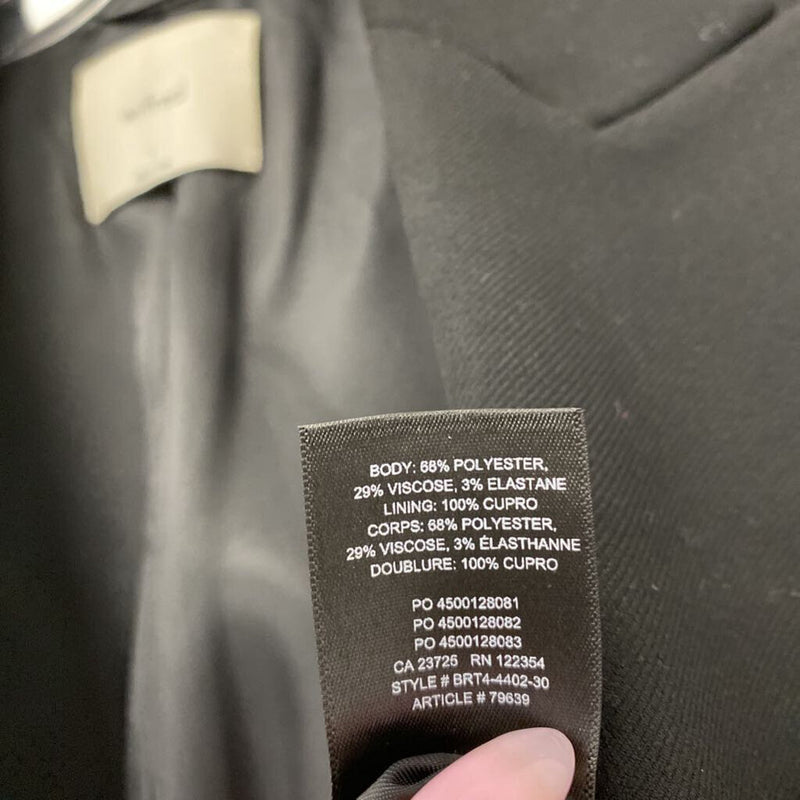 BODY: 68% POLYESTER,
29% VISCOSE, 3% ELASTANE
LINING: 100% CUPRO
CORPS: 68% POLYESTER,
29% VISCOSE, 3% ÉLASTHANNE
DOUBLURE: 100% CUPRO
PO 4500128081
PO 4500128082
PO 4500128083
CA 23725 RN 122354
STYLE # BRT4-4402-30
ARTICLE # 79639